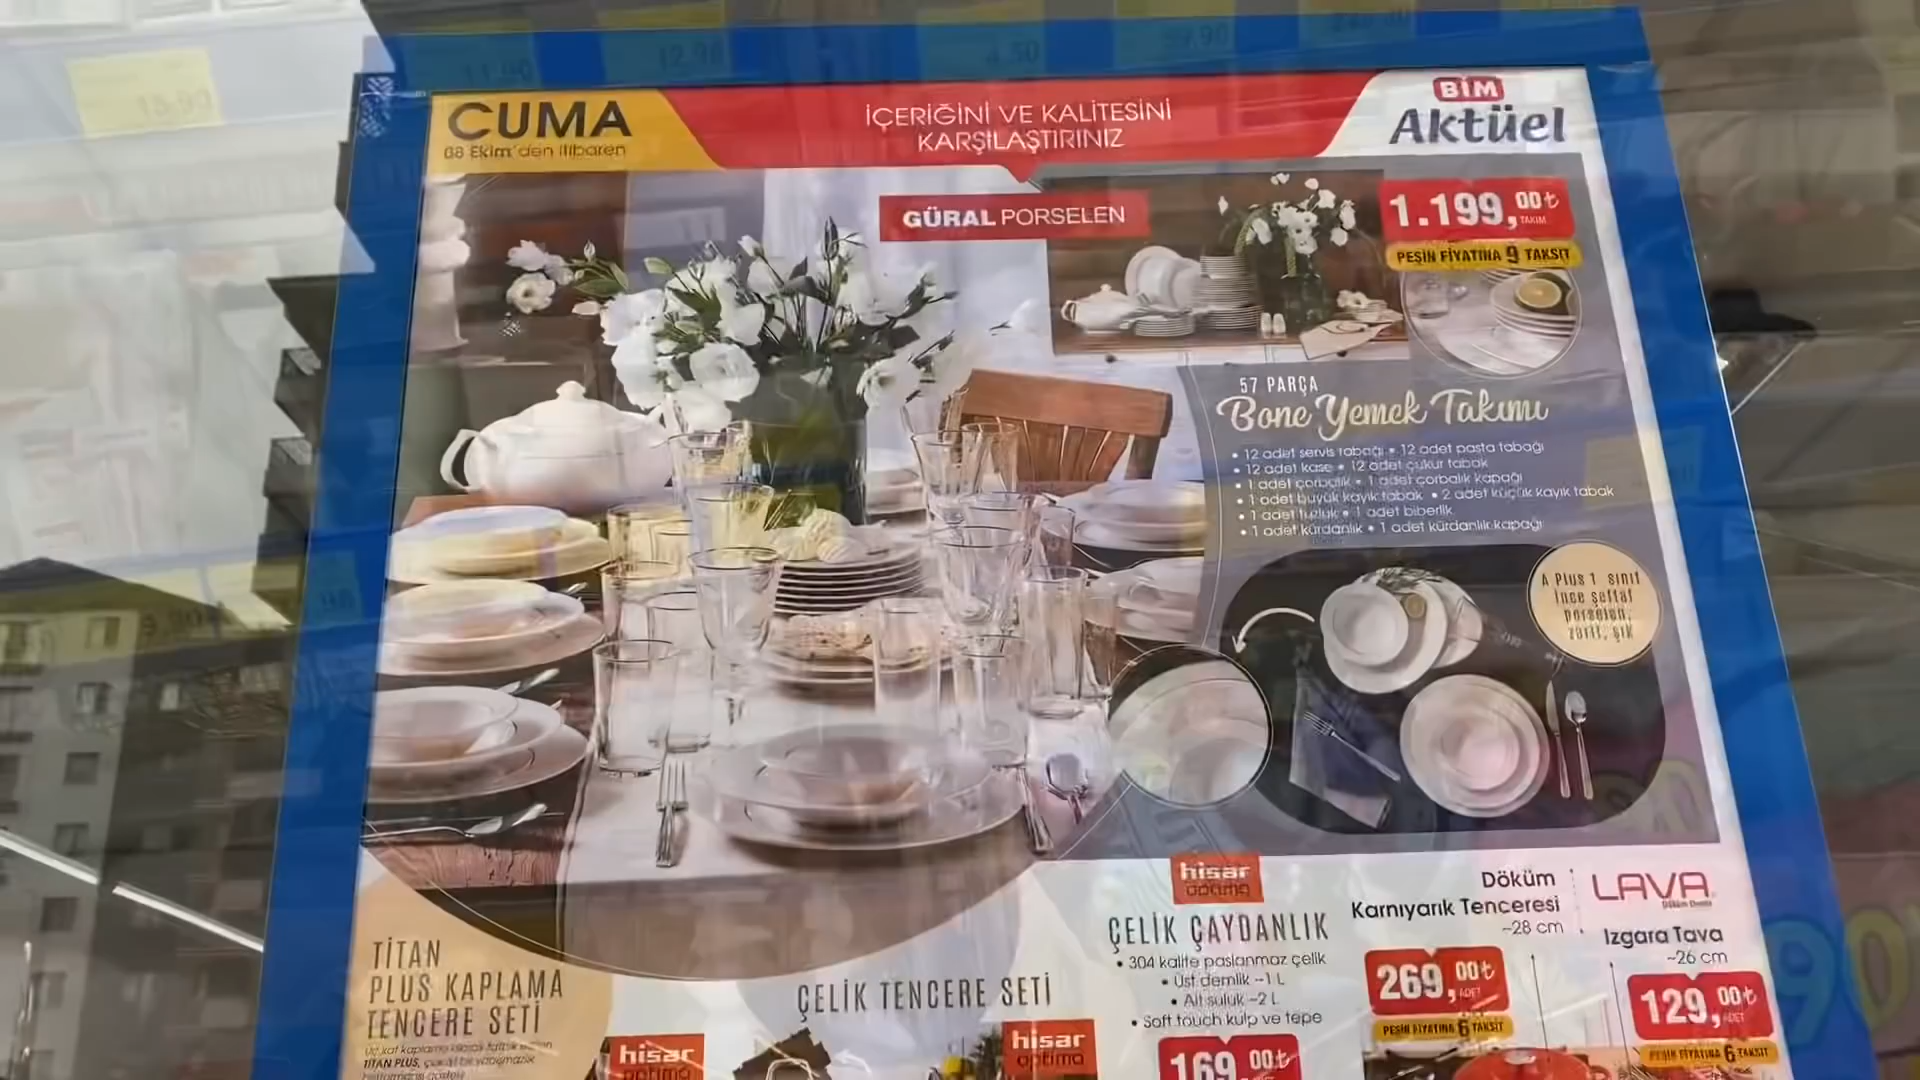 CUMA
08 Ekim'den itibaren
İÇERİĞİNİ VE KALİTESİNİ
KARŞILAŞTIRINIZ
BİM
Aktüel
GÜRAL PORSELEN
1.199,00₺
TAKIM
PEŞİN FİYATINA 9 TAKSİT
57 PARÇA
Bone Yemek Takımı
• 12 adet servis tabağı • 12 adet pasta tabağı
• 12 adet kase • 12 adet çukur tabak
• 1 adet çorbalık • 1 adet çorbalık kapağı
• 1 adet büyük kayık tabak • 2 adet küçük kayık tabak
• 1 adet tuzluk • 1 adet biberlik
• 1 adet kürdanlık • 1 adet kürdanlık kapağı
A Plus 1 sınıf
ince şeffaf
porselen,
zarif, şık
hisar
optima
ÇELİK ÇAYDANLIK
• 304 kalite paslanmaz çelik
• Üst demlik ~1 L
• Alt suluk ~2 L
• Soft touch kulp ve tepe
169,00₺
Döküm
Karnıyarık Tenceresi
~28 cm
269,00₺
ADET
PEŞİN FİYATINA 6 TAKSİT
LAVA
Izgara Tava
~26 cm
129,00₺
ADET
PEŞİN FİYATINA 6 TAKSİT
TİTAN
PLUS KAPLAMA
TENCERE SETİ
TİTAN PLUS,
hisar
optima
ÇELİK TENCERE SETİ
hisar
optima